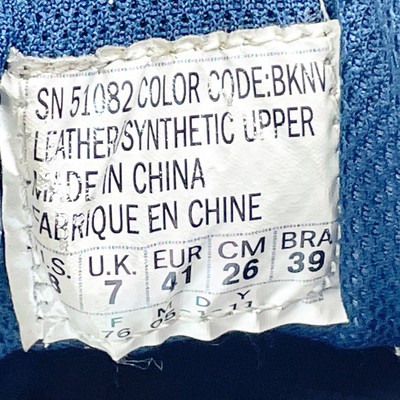 SN 51082 COLOR CODE:BKNV
LEATHER/SYNTHETIC UPPER
MADE IN CHINA
FABRIQUE EN CHINE
U.K. EUR CM BRA
7 41 26 39
F M D Y
76